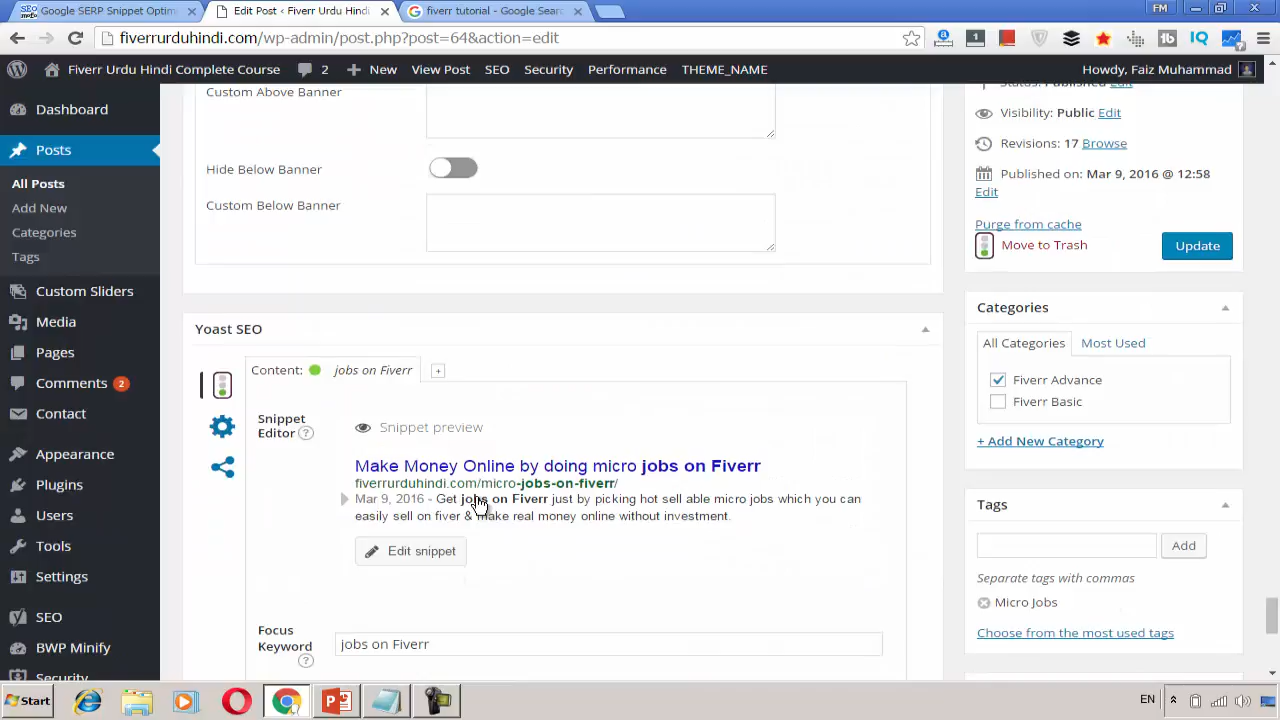 Google SERP Snippet Optim
Edit Post ‹ Fiverr Urdu Hindi
fiverr tutorial - Google Sear
FM
fiverrurduhindi.com/wp-admin/post.php?post=64&action=edit
Fiverr Urdu Hindi Complete Course
2
New
View Post
SEO
Security
Performance
THEME_NAME
Howdy, Faiz Muhammad
Dashboard
Posts
All Posts
Add New
Categories
Tags
Custom Sliders
Media
Pages
Comments 2
Contact
Appearance
Plugins
Users
Tools
Settings
SEO
BWP Minify
Security
Custom Above Banner
Hide Below Banner
Custom Below Banner
Yoast SEO
Content: jobs on Fiverr +
Snippet
Editor ?
Snippet preview
Make Money Online by doing micro jobs on Fiverr
fiverrurduhindi.com/micro-jobs-on-fiverr/
Mar 9, 2016 - Get jobs on Fiverr just by picking hot sell able micro jobs which you can
easily sell on fiver & make real money online without investment.
Edit snippet
Focus
Keyword
?
jobs on Fiverr
Status: Published Edit
Visibility: Public Edit
Revisions: 17 Browse
Published on: Mar 9, 2016 @ 12:58
Edit
Purge from cache
Move to Trash
Update
Categories
All Categories
Most Used
Fiverr Advance
Fiverr Basic
+ Add New Category
Tags
Add
Separate tags with commas
Micro Jobs
Choose from the most used tags
Start
EN